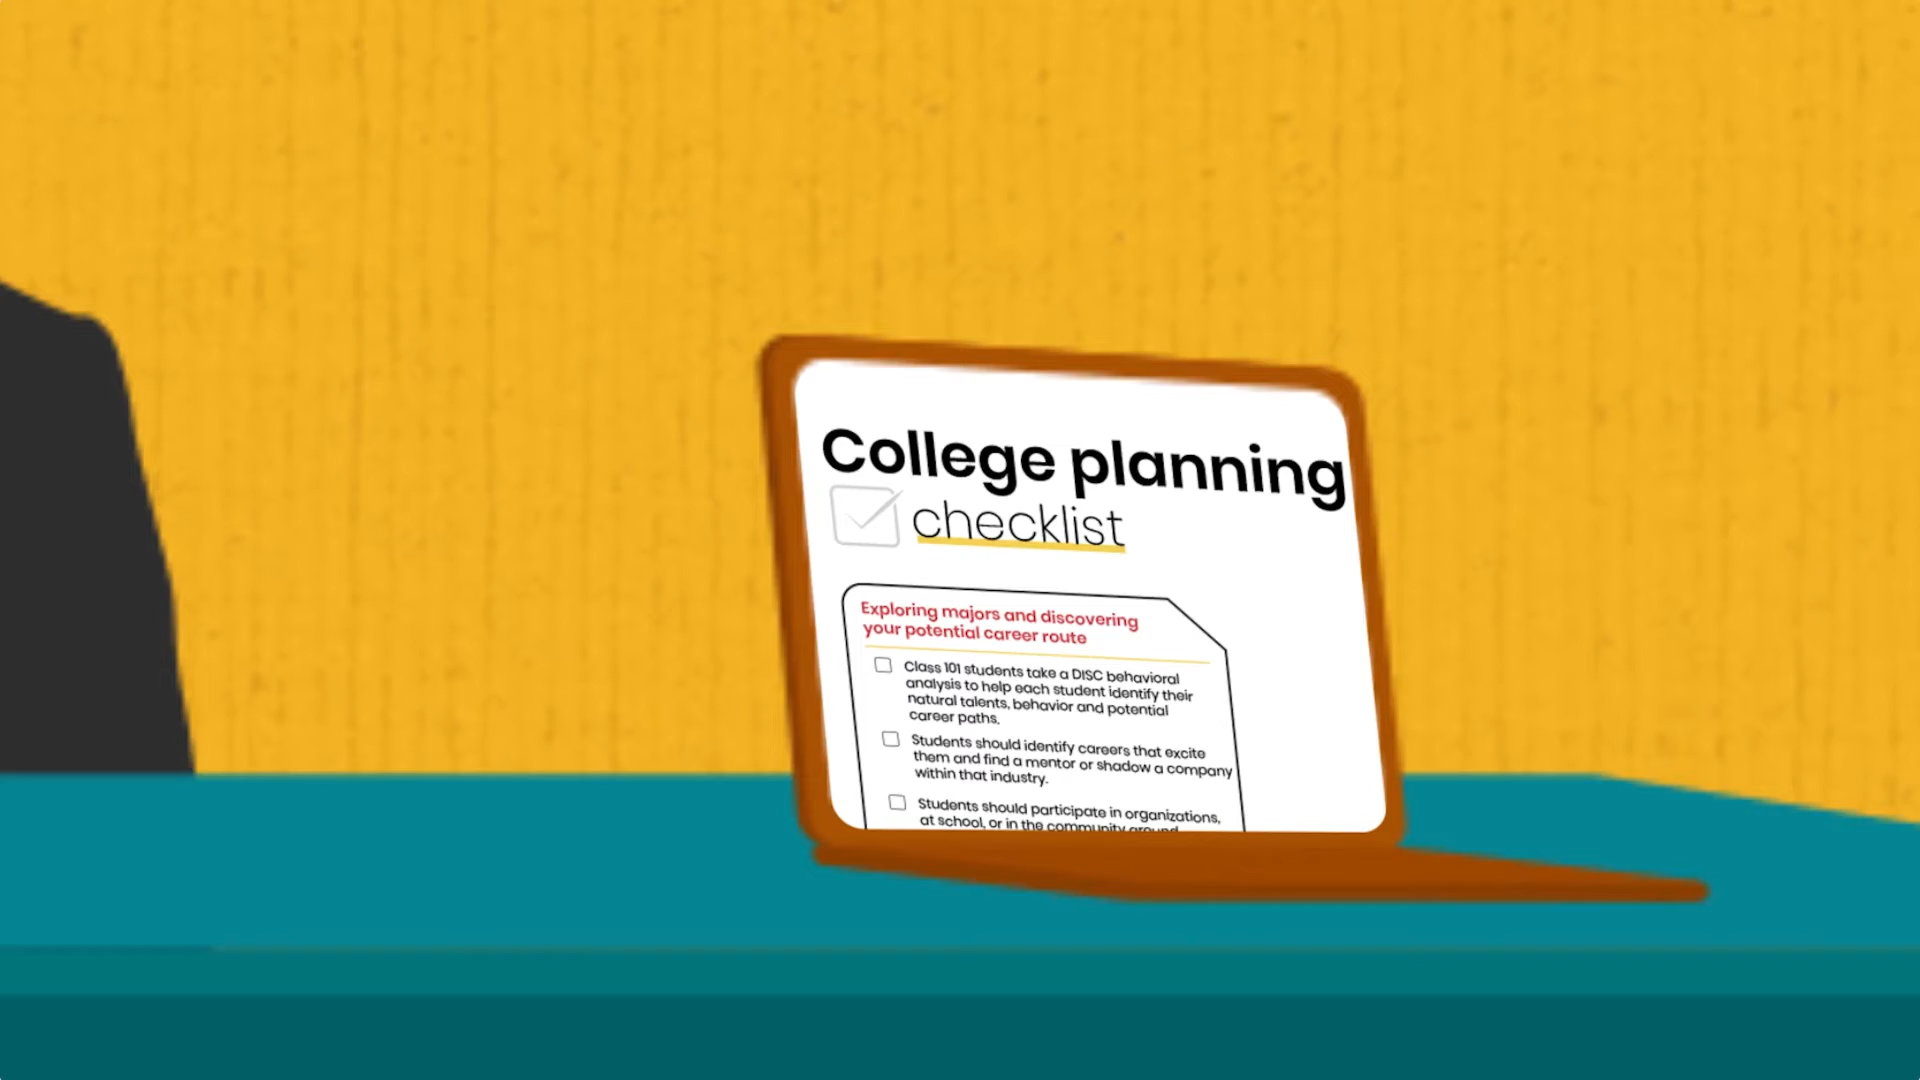 College planning
checklist
Exploring majors and discovering
your potential career route
Class 101 students take a DISC behavioral
analysis to help each student identify their
natural talents, behavior and potential
career paths.
Students should identify careers that excite
them and find a mentor or shadow a company
within that industry.
Students should participate in organizations,
at school, or in the community around